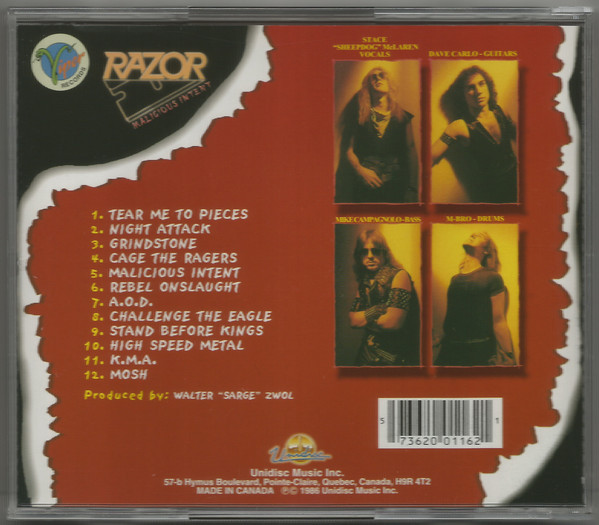 Viper
RECORDS
RAZOR
MALICIOUS INTENT
STACE
"SHEEPDOG" McLAREN
VOCALS
DAVE CARLO - GUITARS
MIKE CAMPAGNOLO - BASS
M-BRO - DRUMS
1. TEAR ME TO PIECES
2. NIGHT ATTACK
3. GRINDSTONE
4. CAGE THE RAGERS
5. MALICIOUS INTENT
6. REBEL ONSLAUGHT
7. A.O.D.
8. CHALLENGE THE EAGLE
9. STAND BEFORE KINGS
10. HIGH SPEED METAL
11. K.M.A.
12. MOSH
Produced by: WALTER "SARGE" ZWOL
5 73620 01162 1
Unidisc
Unidisc Music Inc.
57-b Hymus Boulevard, Pointe-Claire, Quebec, Canada, H9R 4T2
MADE IN CANADA ℗© 1986 Unidisc Music Inc.